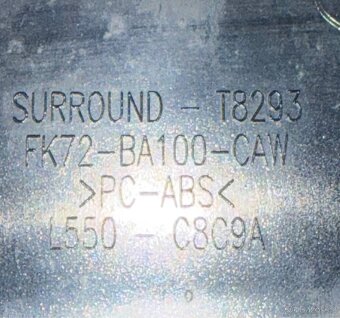 SURROUND - T8293
FK72-BA100-CAW
>PC-ABS<
L550 - C8C9A